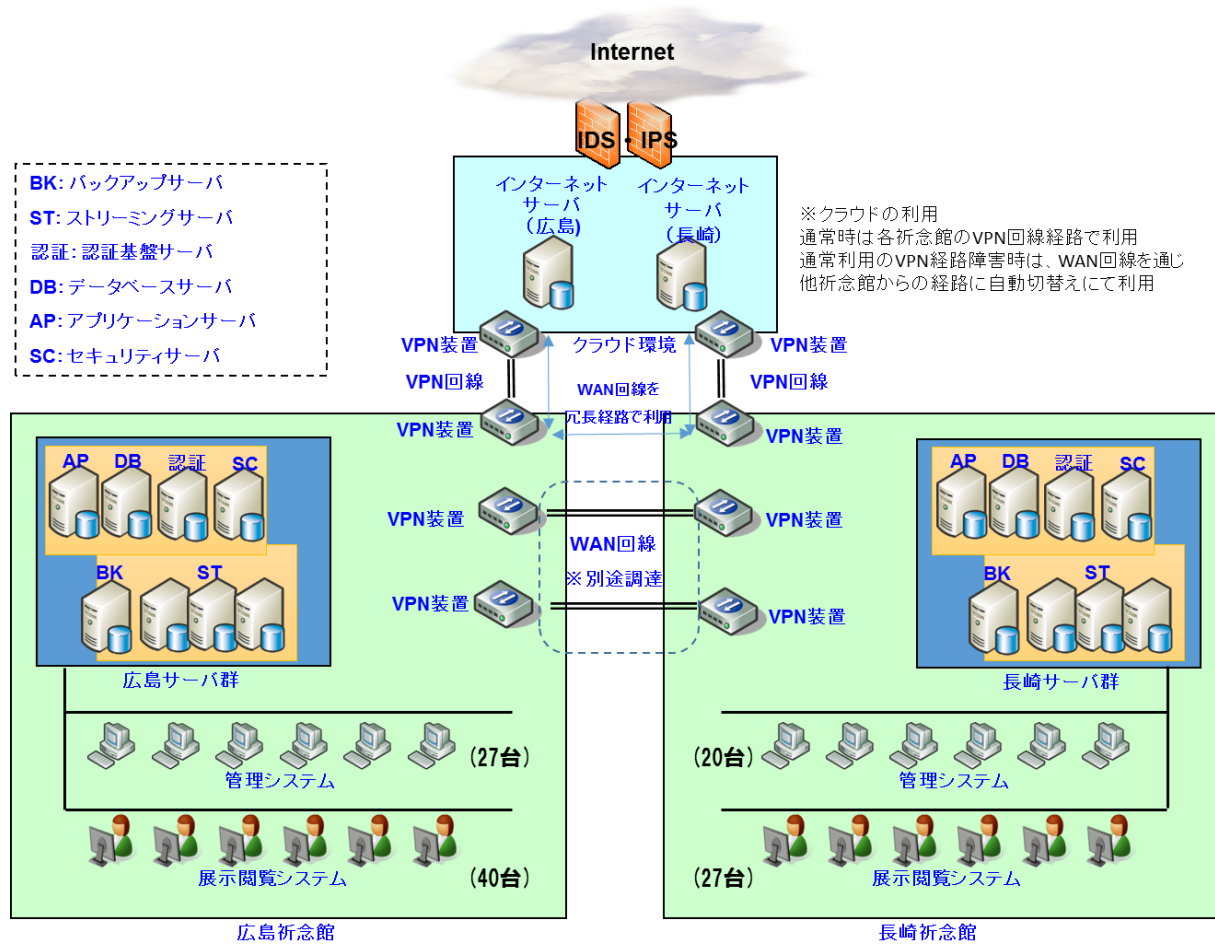 Internet
IDS・IPS
BK: バックアップサーバ
ST: ストリーミングサーバ
認証: 認証基盤サーバ
DB: データベースサーバ
AP: アプリケーションサーバ
SC: セキュリティサーバ
インターネット
サーバ
(広島)
インターネット
サーバ
(長崎)
※クラウドの利用
通常時は各祈念館のVPN回線経路で利用
通常利用のVPN経路障害時は、WAN回線を通じ
他祈念館からの経路に自動切替えにて利用
VPN装置
クラウド環境
VPN装置
VPN回線
WAN回線を
冗長経路で利用
VPN回線
VPN装置
VPN装置
AP DB 認証 SC
BK ST
広島サーバ群
VPN装置
VPN装置
WAN回線
※別途調達
VPN装置
VPN装置
AP DB 認証 SC
BK ST
長崎サーバ群
(27台)
管理システム
(20台)
管理システム
展示閲覧システム
(40台)
(27台)
展示閲覧システム
広島祈念館
長崎祈念館